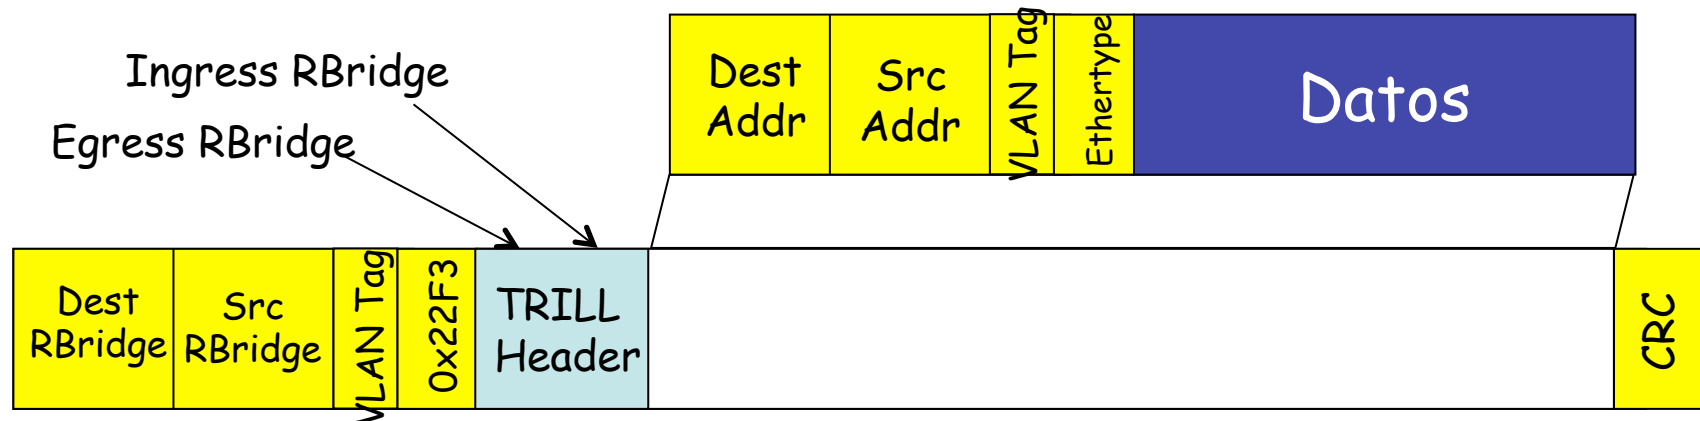 Ingress RBridge
Egress RBridge
Dest
Addr
Src
Addr
VLAN Tag
Ethertype
Datos
Dest
RBridge
Src
RBridge
VLAN Tag
0x22F3
TRILL
Header
CRC